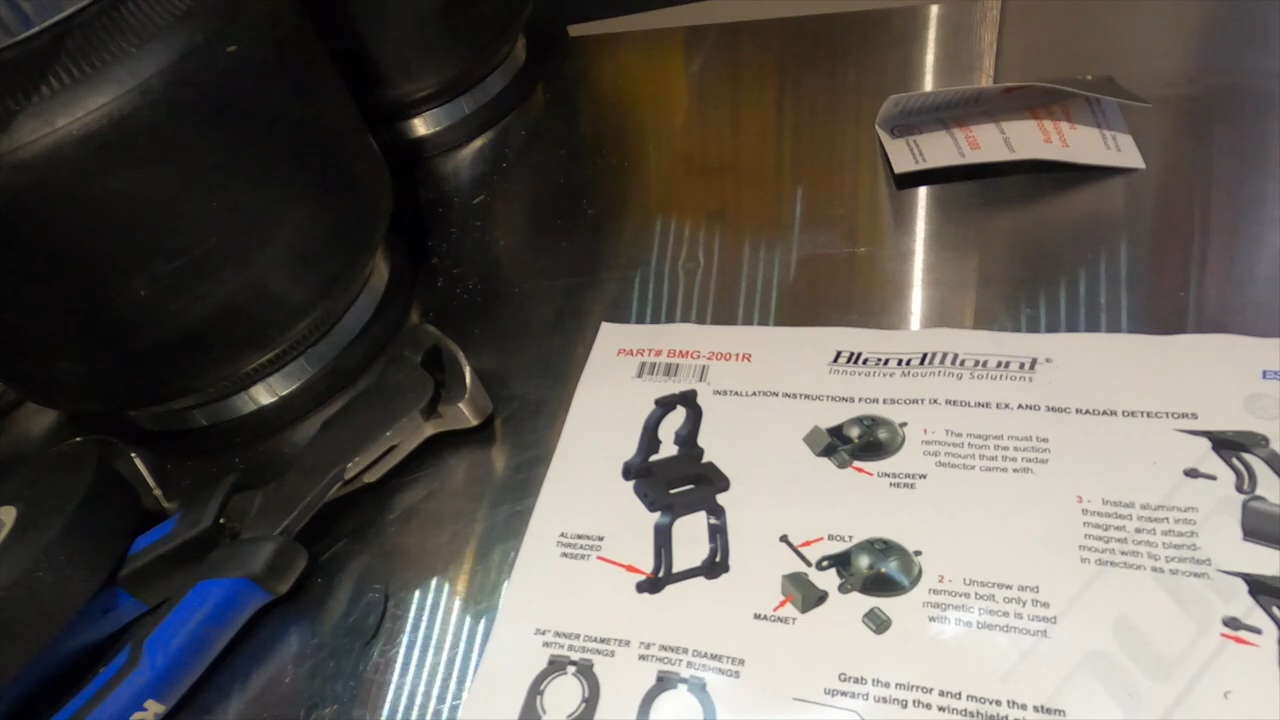 PART# BMG-2001R
BlendMount®
Innovative Mounting Solutions
INSTALLATION INSTRUCTIONS FOR ESCORT IX, REDLINE EX, AND 360C RADAR DETECTORS
1 - The magnet must be
removed from the suction
cup mount that the radar
detector came with.
UNSCREW
HERE
ALUMINUM
THREADED
INSERT
BOLT
MAGNET
2 - Unscrew and
remove bolt, only the
magnetic piece is used
with the blendmount.
3 - Install aluminum
threaded insert into
magnet, and attach
magnet onto blend-
mount with lip pointed
in direction as shown.
3\4" INNER DIAMETER
WITH BUSHINGS
7\8" INNER DIAMETER
WITHOUT BUSHINGS
Grab the mirror and move the stem
upward using the windshield